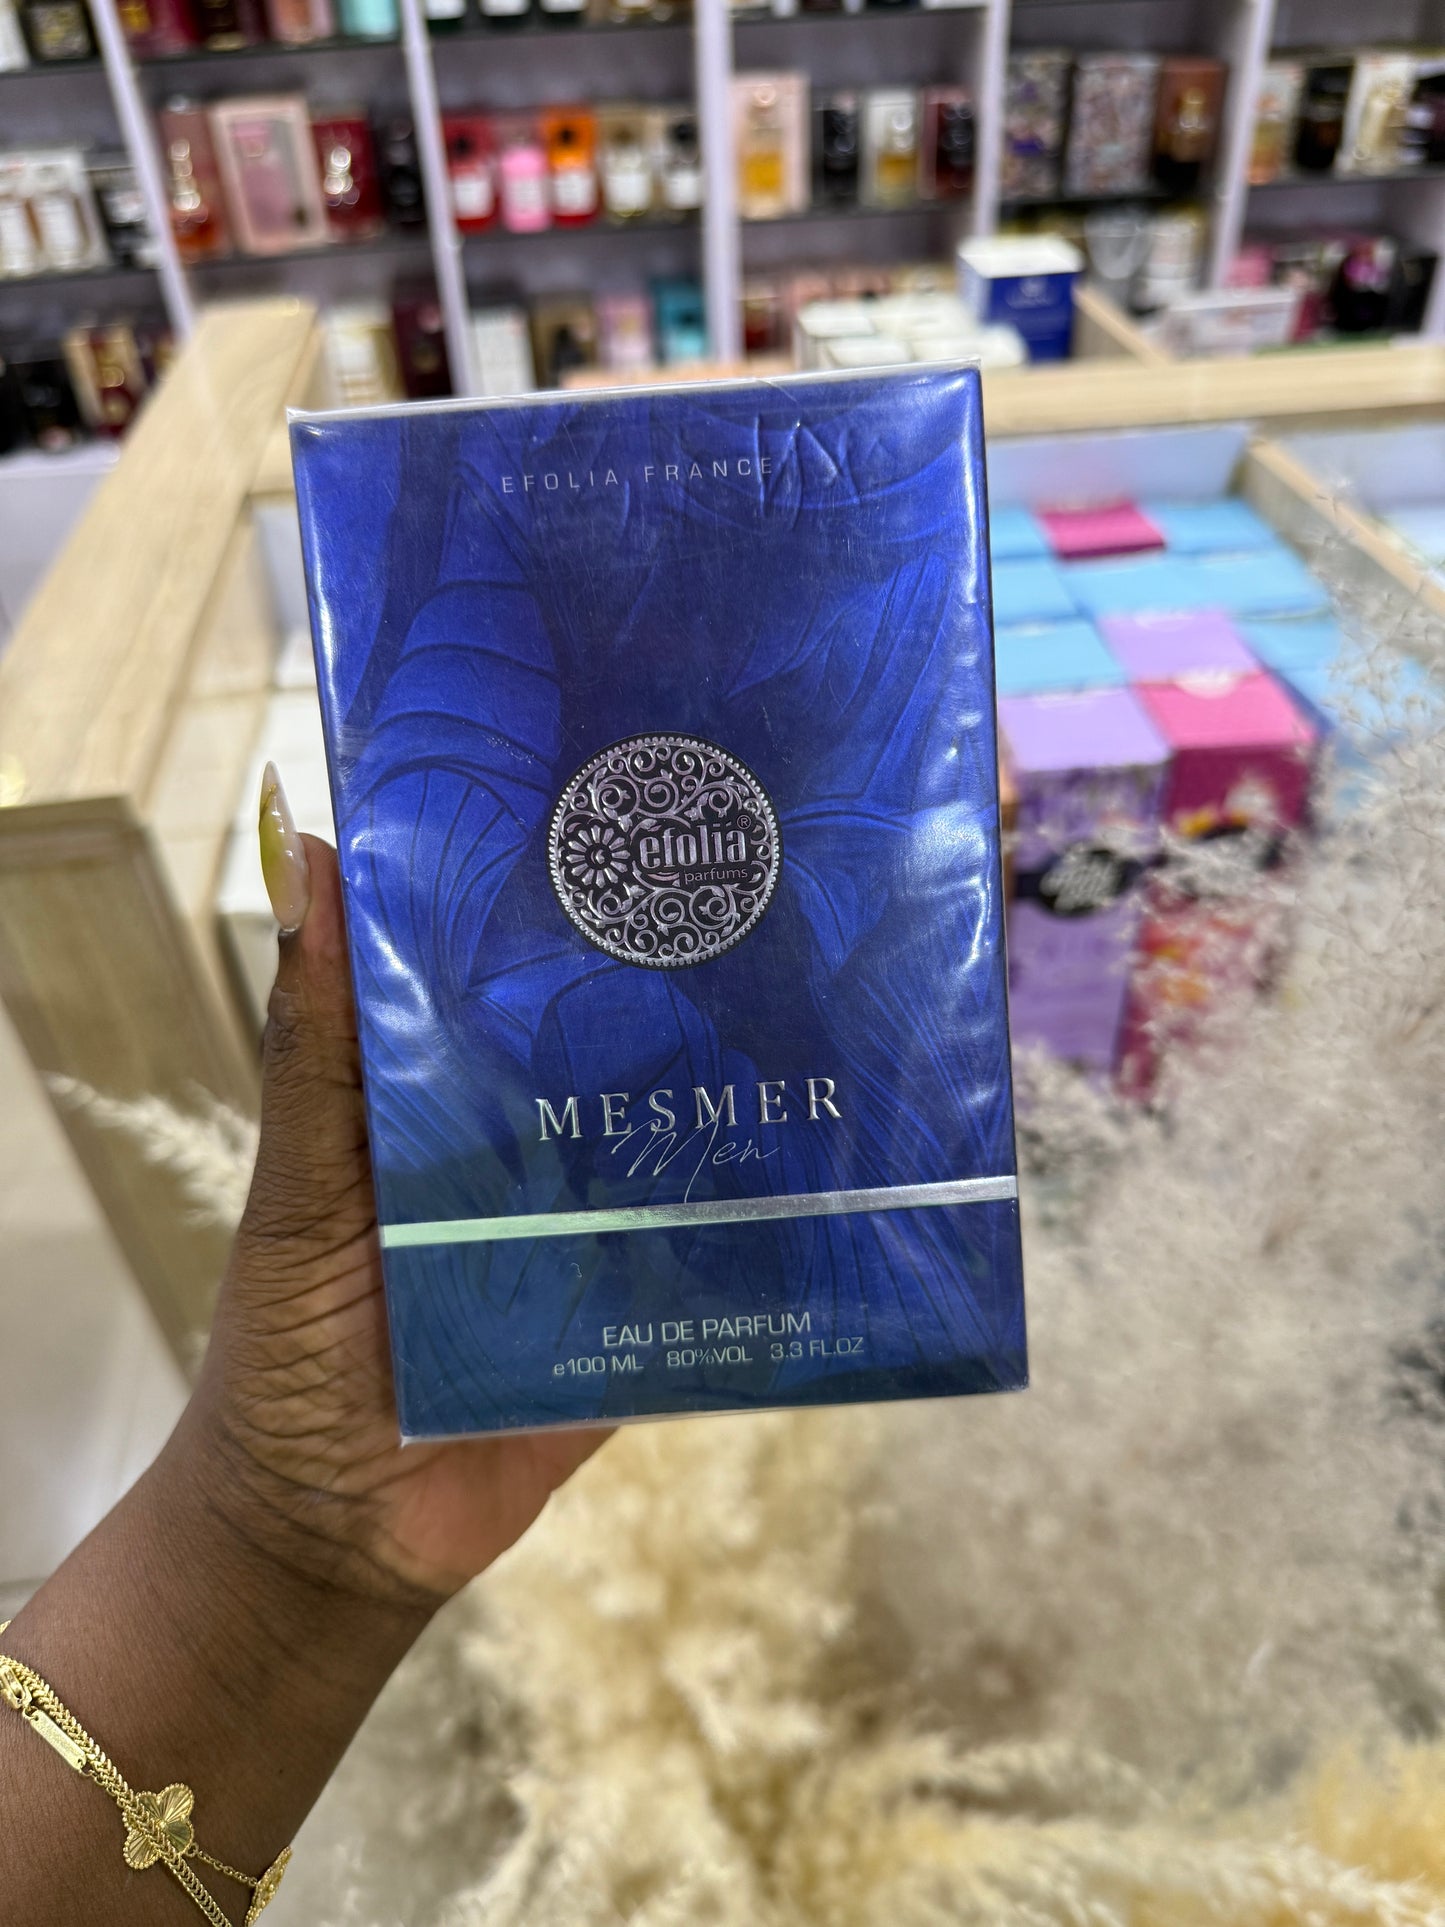 EFOLIA FRANCE
efolia®
parfums
MESMER
Men
EAU DE PARFUM
e100 ML 80%VOL 3.3 FL.OZ